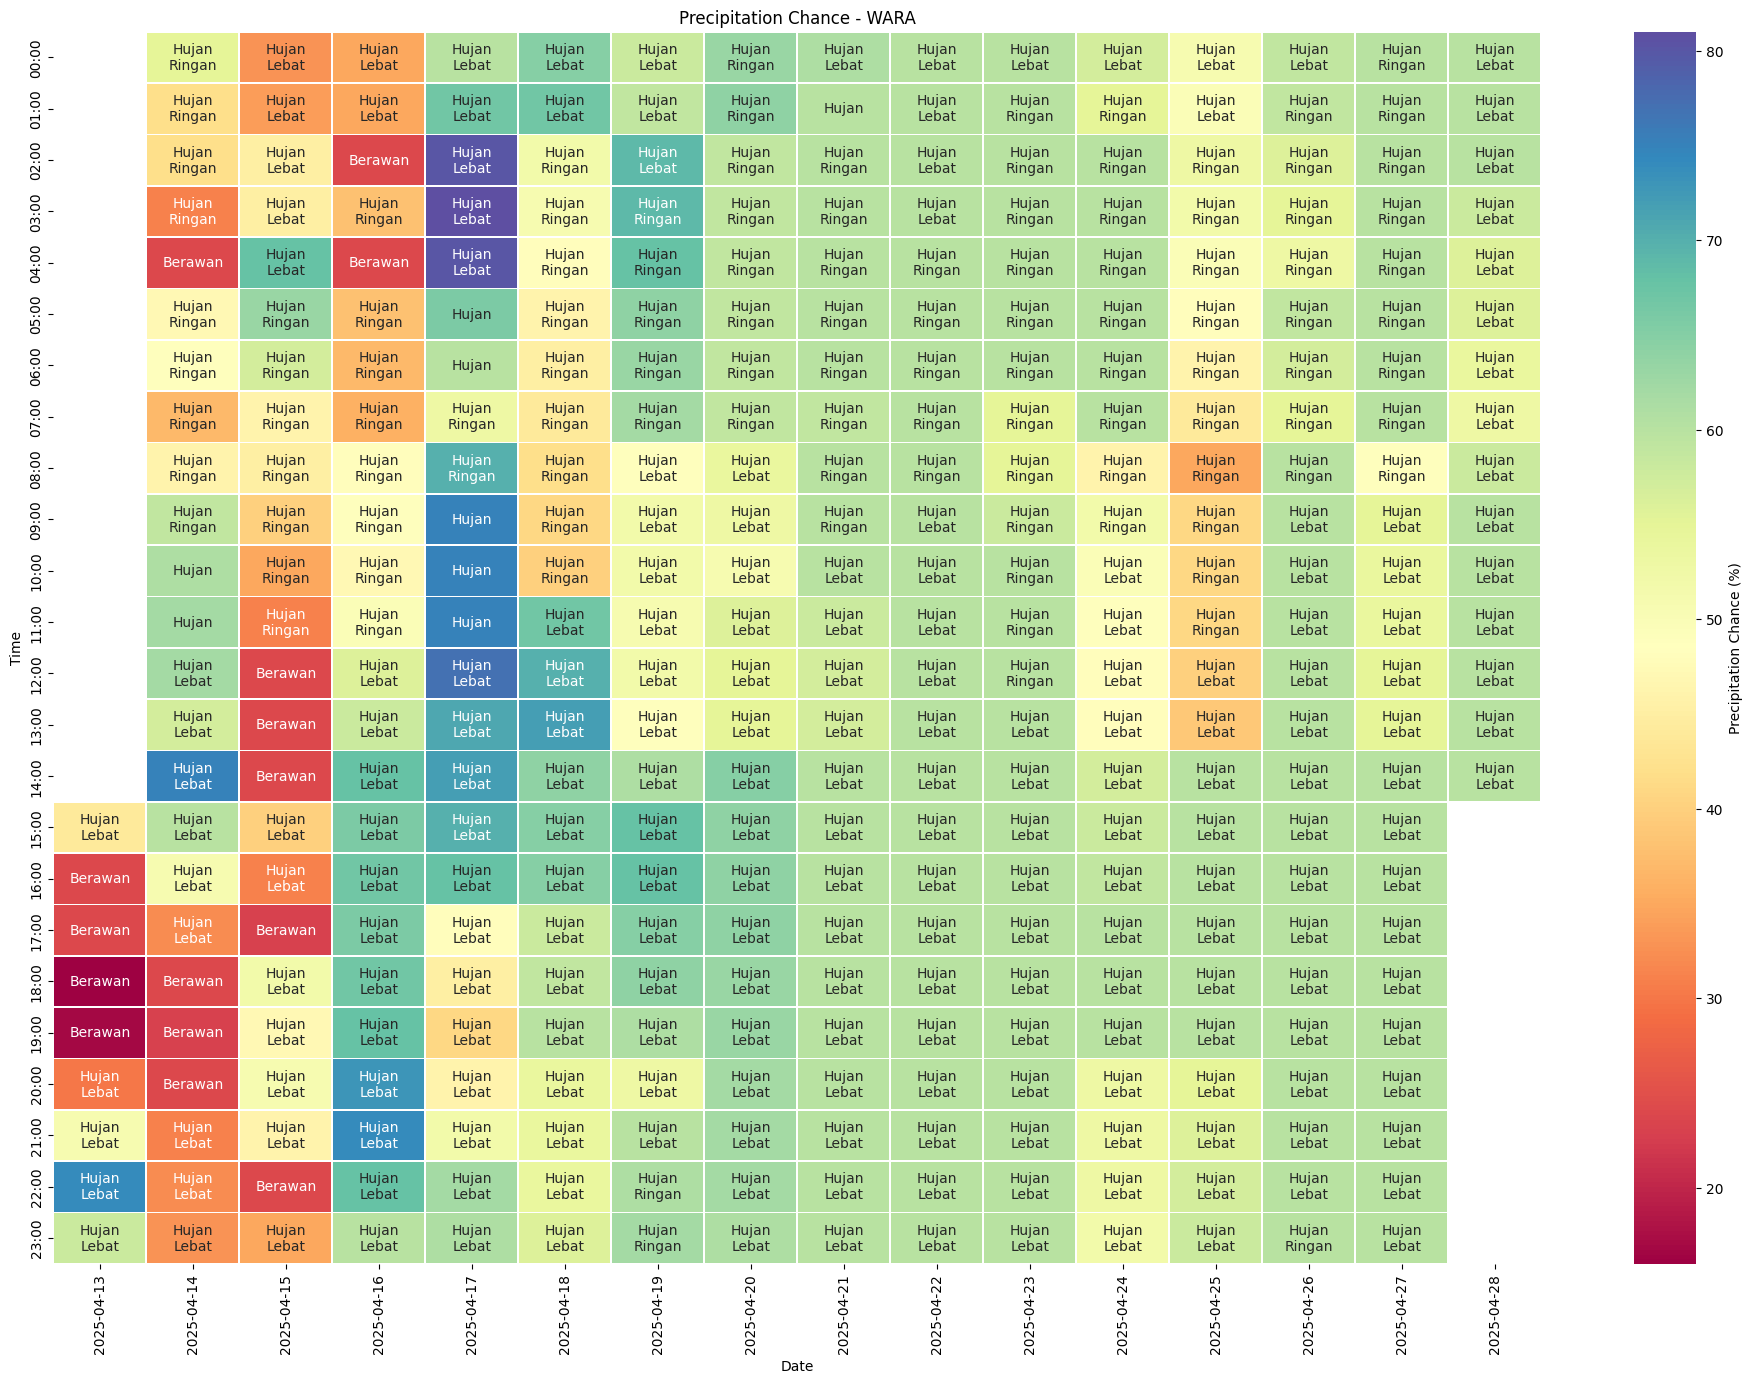 Precipitation Chance - WARA
00:00 Hujan Ringan Hujan Lebat Hujan Lebat Hujan Lebat Hujan Lebat Hujan Lebat Hujan Ringan Hujan Lebat Hujan Lebat Hujan Lebat Hujan Lebat Hujan Lebat Hujan Lebat Hujan Ringan Hujan Lebat
01:00 Hujan Ringan Hujan Lebat Hujan Lebat Hujan Lebat Hujan Lebat Hujan Lebat Hujan Ringan Hujan Hujan Lebat Hujan Ringan Hujan Ringan Hujan Lebat Hujan Ringan Hujan Ringan Hujan Lebat
02:00 Hujan Ringan Hujan Lebat Berawan Hujan Lebat Hujan Ringan Hujan Lebat Hujan Ringan Hujan Ringan Hujan Lebat Hujan Ringan Hujan Ringan Hujan Ringan Hujan Ringan Hujan Ringan Hujan Lebat
03:00 Hujan Ringan Hujan Lebat Hujan Ringan Hujan Lebat Hujan Ringan Hujan Ringan Hujan Ringan Hujan Ringan Hujan Lebat Hujan Ringan Hujan Ringan Hujan Ringan Hujan Ringan Hujan Ringan Hujan Lebat
04:00 Berawan Hujan Lebat Berawan Hujan Lebat Hujan Ringan Hujan Ringan Hujan Ringan Hujan Ringan Hujan Ringan Hujan Ringan Hujan Ringan Hujan Ringan Hujan Ringan Hujan Ringan Hujan Lebat
05:00 Hujan Ringan Hujan Ringan Hujan Ringan Hujan Hujan Ringan Hujan Ringan Hujan Ringan Hujan Ringan Hujan Ringan Hujan Ringan Hujan Ringan Hujan Ringan Hujan Ringan Hujan Ringan Hujan Lebat
06:00 Hujan Ringan Hujan Ringan Hujan Ringan Hujan Hujan Ringan Hujan Ringan Hujan Ringan Hujan Ringan Hujan Ringan Hujan Ringan Hujan Ringan Hujan Ringan Hujan Ringan Hujan Ringan Hujan Lebat
07:00 Hujan Ringan Hujan Ringan Hujan Ringan Hujan Ringan Hujan Ringan Hujan Ringan Hujan Ringan Hujan Ringan Hujan Ringan Hujan Ringan Hujan Ringan Hujan Ringan Hujan Ringan Hujan Ringan Hujan Lebat
08:00 Hujan Ringan Hujan Ringan Hujan Ringan Hujan Ringan Hujan Ringan Hujan Lebat Hujan Lebat Hujan Ringan Hujan Ringan Hujan Ringan Hujan Ringan Hujan Ringan Hujan Ringan Hujan Ringan Hujan Lebat
09:00 Hujan Ringan Hujan Ringan Hujan Ringan Hujan Hujan Ringan Hujan Lebat Hujan Lebat Hujan Ringan Hujan Lebat Hujan Ringan Hujan Ringan Hujan Ringan Hujan Lebat Hujan Lebat Hujan Lebat
10:00 Hujan Hujan Ringan Hujan Ringan Hujan Hujan Ringan Hujan Lebat Hujan Lebat Hujan Lebat Hujan Lebat Hujan Ringan Hujan Lebat Hujan Ringan Hujan Lebat Hujan Lebat Hujan Lebat
11:00 Hujan Hujan Ringan Hujan Ringan Hujan Hujan Lebat Hujan Lebat Hujan Lebat Hujan Lebat Hujan Lebat Hujan Ringan Hujan Lebat Hujan Ringan Hujan Lebat Hujan Lebat Hujan Lebat
12:00 Hujan Lebat Berawan Hujan Lebat Hujan Lebat Hujan Lebat Hujan Lebat Hujan Lebat Hujan Lebat Hujan Lebat Hujan Ringan Hujan Lebat Hujan Lebat Hujan Lebat Hujan Lebat Hujan Lebat
13:00 Hujan Lebat Berawan Hujan Lebat Hujan Lebat Hujan Lebat Hujan Lebat Hujan Lebat Hujan Lebat Hujan Lebat Hujan Lebat Hujan Lebat Hujan Lebat Hujan Lebat Hujan Lebat Hujan Lebat
14:00 Hujan Lebat Berawan Hujan Lebat Hujan Lebat Hujan Lebat Hujan Lebat Hujan Lebat Hujan Lebat Hujan Lebat Hujan Lebat Hujan Lebat Hujan Lebat Hujan Lebat Hujan Lebat Hujan Lebat
15:00 Hujan Lebat Hujan Lebat Hujan Lebat Hujan Lebat Hujan Lebat Hujan Lebat Hujan Lebat Hujan Lebat Hujan Lebat Hujan Lebat Hujan Lebat Hujan Lebat Hujan Lebat Hujan Lebat Hujan Lebat
16:00 Berawan Hujan Lebat Hujan Lebat Hujan Lebat Hujan Lebat Hujan Lebat Hujan Lebat Hujan Lebat Hujan Lebat Hujan Lebat Hujan Lebat Hujan Lebat Hujan Lebat Hujan Lebat Hujan Lebat
17:00 Berawan Hujan Lebat Berawan Hujan Lebat Hujan Lebat Hujan Lebat Hujan Lebat Hujan Lebat Hujan Lebat Hujan Lebat Hujan Lebat Hujan Lebat Hujan Lebat Hujan Lebat Hujan Lebat
18:00 Berawan Berawan Hujan Lebat Hujan Lebat Hujan Lebat Hujan Lebat Hujan Lebat Hujan Lebat Hujan Lebat Hujan Lebat Hujan Lebat Hujan Lebat Hujan Lebat Hujan Lebat Hujan Lebat
19:00 Berawan Berawan Hujan Lebat Hujan Lebat Hujan Lebat Hujan Lebat Hujan Lebat Hujan Lebat Hujan Lebat Hujan Lebat Hujan Lebat Hujan Lebat Hujan Lebat Hujan Lebat Hujan Lebat
20:00 Hujan Lebat Berawan Hujan Lebat Hujan Lebat Hujan Lebat Hujan Lebat Hujan Lebat Hujan Lebat Hujan Lebat Hujan Lebat Hujan Lebat Hujan Lebat Hujan Lebat Hujan Lebat Hujan Lebat
21:00 Hujan Lebat Hujan Lebat Hujan Lebat Hujan Lebat Hujan Lebat Hujan Lebat Hujan Lebat Hujan Lebat Hujan Lebat Hujan Lebat Hujan Lebat Hujan Lebat Hujan Lebat Hujan Lebat Hujan Lebat
22:00 Hujan Lebat Hujan Lebat Berawan Hujan Lebat Hujan Lebat Hujan Lebat Hujan Ringan Hujan Lebat Hujan Lebat Hujan Lebat Hujan Lebat Hujan Lebat Hujan Lebat Hujan Lebat Hujan Lebat
23:00 Hujan Lebat Hujan Lebat Hujan Lebat Hujan Lebat Hujan Lebat Hujan Lebat Hujan Ringan Hujan Lebat Hujan Lebat Hujan Lebat Hujan Lebat Hujan Lebat Hujan Lebat Hujan Ringan Hujan Lebat
Time
2025-04-13 2025-04-14 2025-04-15 2025-04-16 2025-04-17 2025-04-18 2025-04-19 2025-04-20 2025-04-21 2025-04-22 2025-04-23 2025-04-24 2025-04-25 2025-04-26 2025-04-27 2025-04-28
Date
80
70
60
50
40
30
20
Precipitation Chance (%)